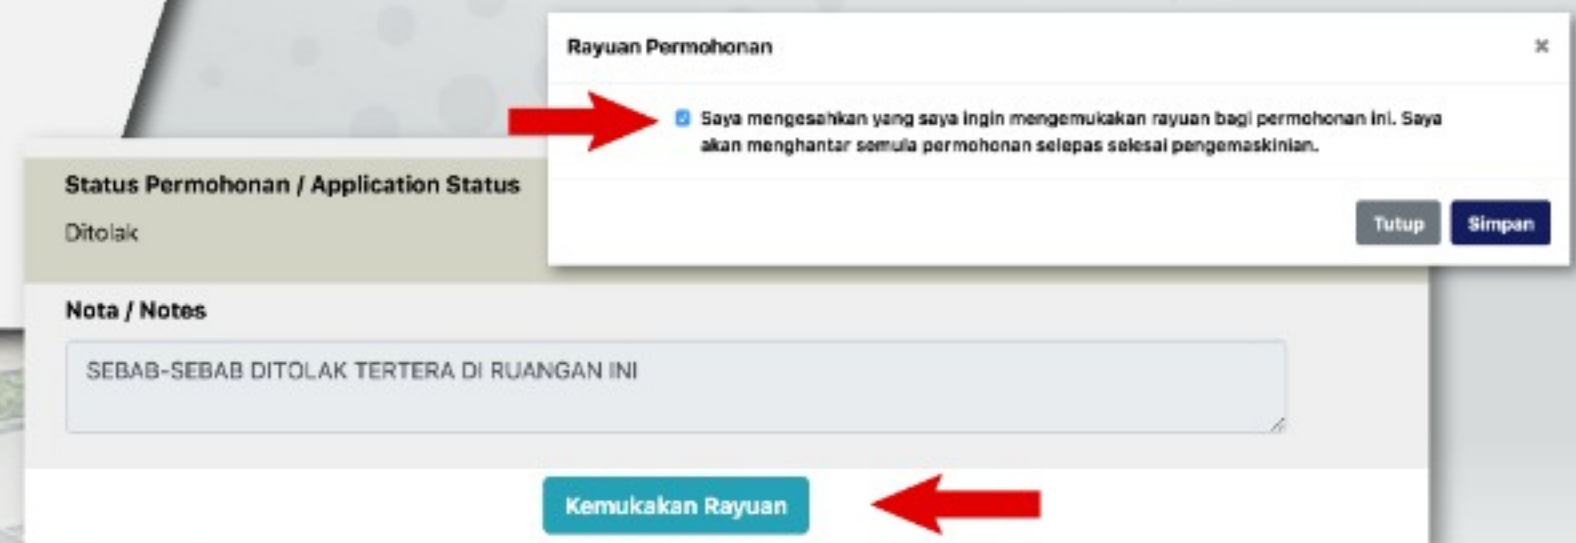 Rayuan Permohonan
×
Saya mengesahkan yang saya ingin mengemukakan rayuan bagi permohonan ini. Saya
akan menghantar semula permohonan selepas selesai pengemaskinian.
Tutup
Simpan
Status Permohonan / Application Status
Ditolak
Nota / Notes
SEBAB-SEBAB DITOLAK TERTERA DI RUANGAN INI
Kemukakan Rayuan